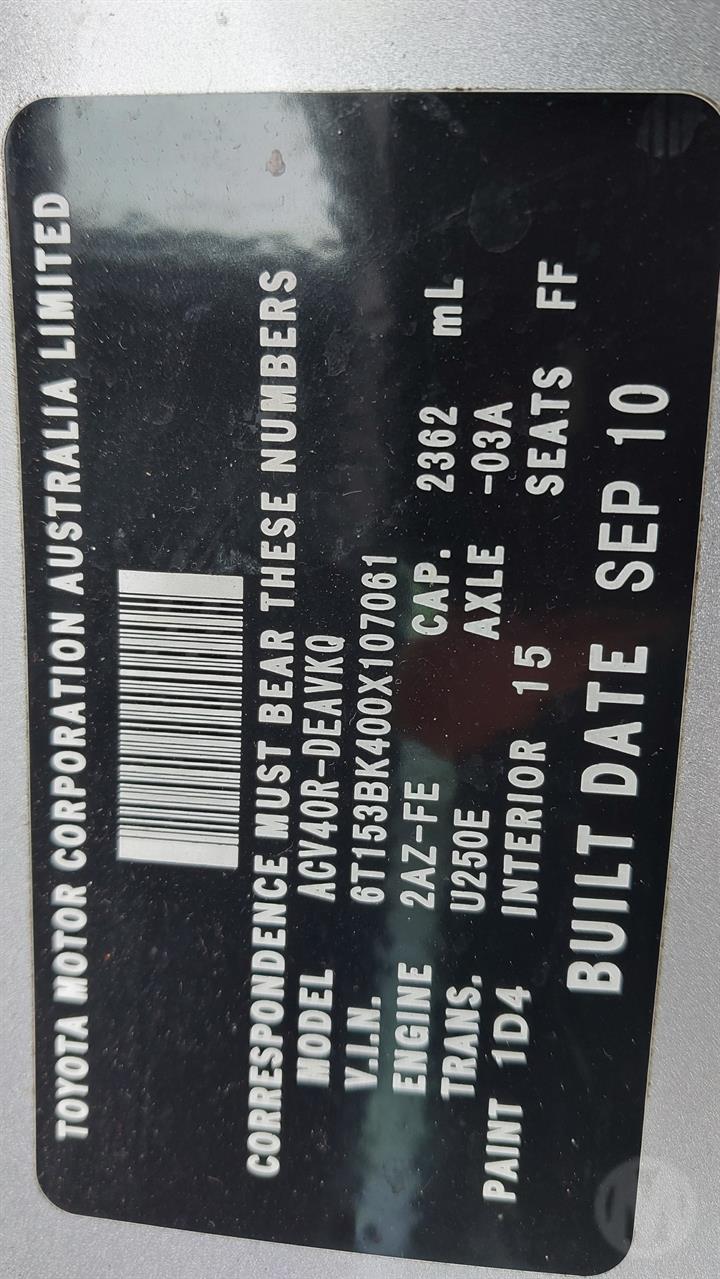 TOYOTA MOTOR CORPORATION AUSTRALIA LIMITED
CORRESPONDENCE MUST BEAR THESE NUMBERS
MODEL ACV40R-DEAVKQ
V.I.N. 6T153BK400X107061
ENGINE 2AZ-FE CAP. 2362 mL
TRANS. U250E AXLE -03A
PAINT 1D4 INTERIOR 15 SEATS FF
BUILT DATE SEP 10